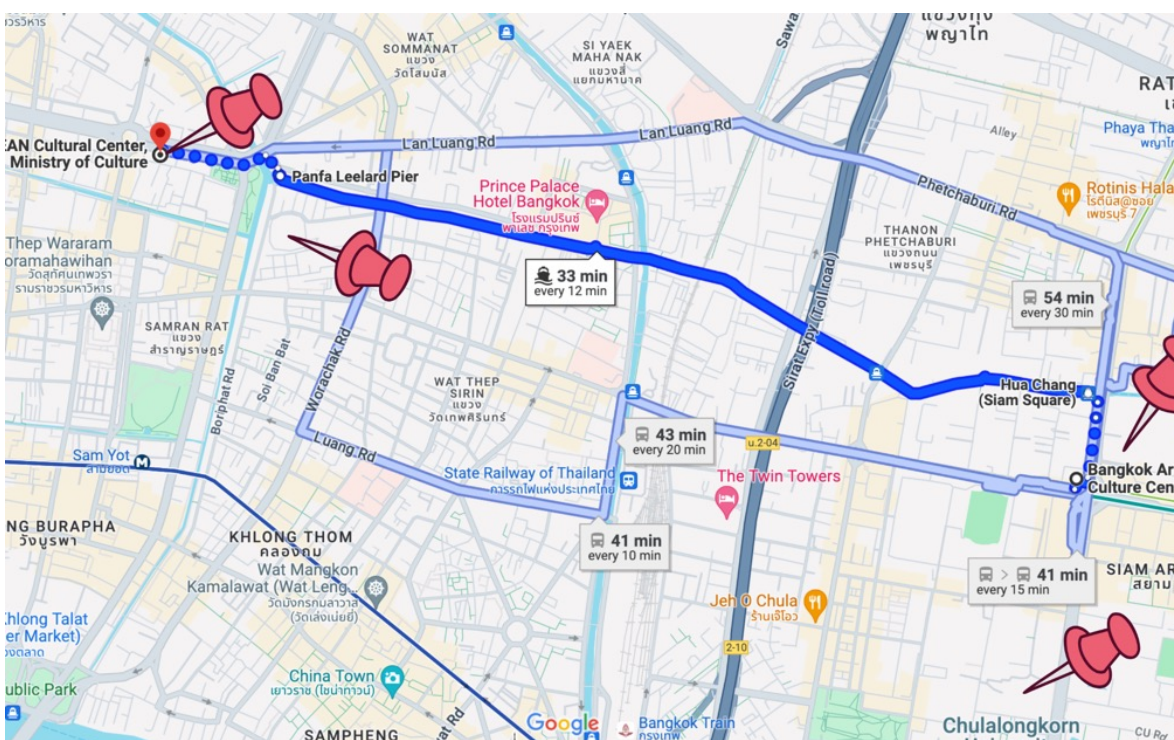 แขวงทุ่ง
พญาไท
WAT
SOMMANAT
แขวง
วัดโสมนัส
SI YAEK
MAHA NAK
แขวงสี่
แยกมหานาค
Sawa
RAT
Alley
Phaya Tha
Lan Luang Rd
Lan Luang Rd
EAN Cultural Center,
Ministry of Culture
Panfa Leelard Pier
Prince Palace
Hotel Bangkok
โรงแรมปริ๊นซ์
พาเลซ กรุงเทพ
Phetchaburi Rd
Rotinis Hala
โรตีนิส@ซอย
เพชรบุรี 7
THANON
PHETCHABURI
แขวงถนน
เพชรบุรี
Thep Wararam
วัดสุทัศนเทพวรา
รามราชวรมหาวิหาร
33 min
every 12 min
54 min
every 30 min
Sirat Expy (Toll road)
SAMRAN RAT
แขวง
สำราญราษฎร์
Boriphat Rd
Soi Ban Bat
Worachak Rd
WAT THEP
SIRIN
แขวง
วัดเทพศิรินทร์
Hua Chang
(Siam Square)
Luang Rd
43 min
every 20 min
น.2-04
Sam Yot
สามยอด
State Railway of Thailand
การรถไฟแห่งประเทศไทย
The Twin Towers
Bangkok Ar
Culture Cen
NG BURAPHA
วังบูรพา
KHLONG THOM
คลองถม
41 min
every 10 min
41 min
every 15 min
SIAM AR
สยาม
Wat Mangkon
Kamalawat (Wat Leng...
วัดมังกรกมลาวาส
(วัดเล่งเน่ยยี่)
Jeh O Chula
ร้านเจ๊โอว
Khlong Talat
er Market)
องตลาด
2-10
China Town
เยาวราช (ไชน่าทาวน์)
ublic Park
SAMPHENG
Google
Bangkok Train
กรุงเทพ
Chulalongkorn
CU Rd